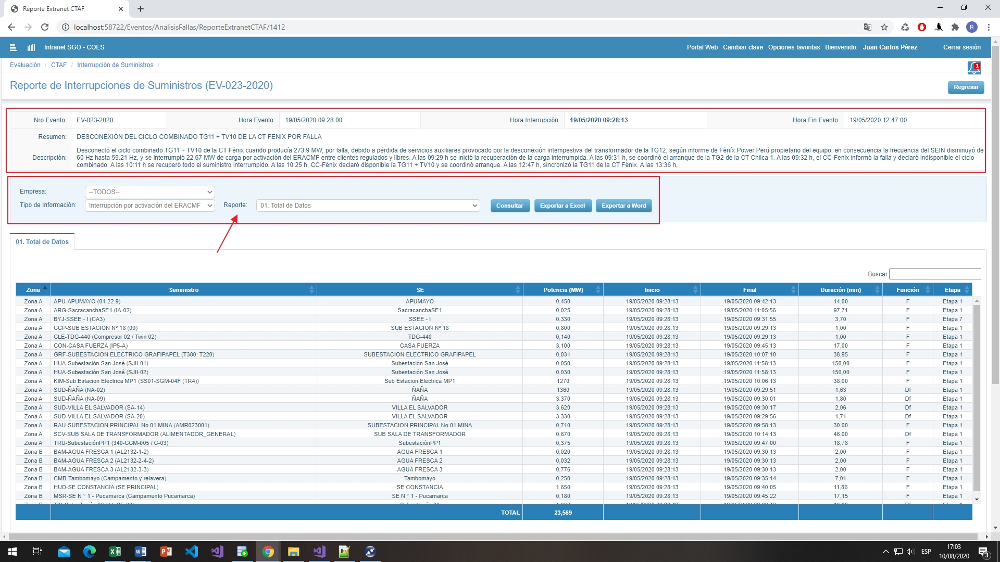 Reporte Extranet CTAF
localhost:58722/Eventos/AnalisisFallas/ReporteExtranetCTAF/1412
R
Intranet SGO - COES
Portal Web Cambiar clave Opciones favoritas Bienvenido: Juan Carlos Pérez Cerrar sesión
Evaluación / CTAF / Interrupción de Suministros /
1
Reporte de Interrupciones de Suministros (EV-023-2020)
Regresar
Nro Evento: EV-023-2020 Hora Evento: 19/05/2020 09:28:00 Hora Interrupción: 19/05/2020 09:28:13 Hora Fin Evento: 19/05/2020 12:47:00
Resumen: DESCONEXIÓN DEL CICLO COMBINADO TG11 + TV10 DE LA CT FENIX POR FALLA
Descripción: Desconectó el ciclo combinado TG11 + TV10 de la CT Fénix cuando producía 273.9 MW, por falla, debido a pérdida de servicios auxiliares provocado por la desconexión intempestiva del transformador de la TG12, según informe de Fénix Power Perú propietario del equipo, en consecuencia la frecuencia del SEIN disminuyó de
60 Hz hasta 59.21 Hz, y se interrumpió 22.67 MW de carga por activación del ERACMF entre clientes regulados y libres. A las 09:29 h se inició la recuperación de la carga interrumpida. A las 09:31 h, se coordinó el arranque de la TG2 de la CT Chilca 1. A las 09:32 h, el CC-Fenix informó la falla y declaró indisponible el ciclo
combinado. A las 10:11 h se recuperó todo el suministro interrumpido. A las 10:25 h, CC-Fénix declaró disponible la TG11 + TV10 y se coordinó arranque. A las 12:47 h, sincronizó la TG11 de la CT Fénix. A las 13:36 h,
Empresa: --TODOS--
Tipo de Información: Interrupción por activación del ERACMF Reporte: 01. Total de Datos Consultar Exportar a Excel Exportar a Word
01. Total de Datos
Buscar:
Zona Suministro SE Potencia (MW) Inicio Final Duración (min) Función Etapa
Zona A APU-APUMAYO (01-22.9) APUMAYO 0,450 19/05/2020 09:28:13 19/05/2020 09:42:13 14,00 F Etapa 1
Zona A ARG-SacracanchaSE1 (IA-02) SacracanchaSE1 0,025 19/05/2020 09:28:13 19/05/2020 11:05:56 97,71 F Etapa 1
Zona A BYJ-SSEE - I (CA3) SSEE - I 0,330 19/05/2020 09:28:13 19/05/2020 09:31:55 3,70 F Etapa 7
Zona A CCP-SUB ESTACION Nº 18 (09) SUB ESTACION Nº 18 0,800 19/05/2020 09:28:13 19/05/2020 09:29:13 1,00 F Etapa 1
Zona A CLE-TDG-440 (Compresor 02 / Twin 02) TDG-440 0,140 19/05/2020 09:28:13 19/05/2020 09:29:13 1,00 F Etapa 1
Zona A CON-CASA FUERZA (IP5-A) CASA FUERZA 3,100 19/05/2020 09:28:13 19/05/2020 09:45:13 17,00 F Etapa 1
Zona A GRF-SUBESTACION ELECTRICO GRAFIPAPEL (T380; T220) SUBESTACION ELECTRICO GRAFIPAPEL 0,031 19/05/2020 09:28:13 19/05/2020 10:07:10 38,95 F Etapa 1
Zona A HUA-Subestación San José (SJII-01) Subestación San José 0,050 19/05/2020 09:28:13 19/05/2020 11:58:13 150,00 F Etapa 1
Zona A HUA-Subestación San José (SJII-02) Subestación San José 0,030 19/05/2020 09:28:13 19/05/2020 11:58:13 150,00 F Etapa 1
Zona A KIM-Sub Estacion Electrica MP1 (SS01-SGM-04F (TR4)) Sub Estacion Electrica MP1 1270 19/05/2020 09:28:13 19/05/2020 10:06:13 38,00 F Etapa 1
Zona A SUD-ÑAÑA (NA-02) ÑAÑA 1360 19/05/2020 09:28:13 19/05/2020 09:29:51 1,63 Df Etapa 1
Zona A SUD-ÑAÑA (NA-09) ÑAÑA 3.370 19/05/2020 09:28:13 19/05/2020 09:30:01 1,80 Df Etapa 1
Zona A SUD-VILLA EL SALVADOR (SA-14) VILLA EL SALVADOR 3.620 19/05/2020 09:28:13 19/05/2020 09:30:17 2,06 Df Etapa 1
Zona A SUD-VILLA EL SALVADOR (SA-20) VILLA EL SALVADOR 3.330 19/05/2020 09:28:13 19/05/2020 09:29:56 1,71 Df Etapa 1
Zona A RAU-SUBESTACION PRINCIPAL No 01 MINA (AMR023001) SUBESTACION PRINCIPAL No 01 MINA 0,710 19/05/2020 09:28:13 19/05/2020 09:58:13 30,00 F Etapa 1
Zona A SCV-SUB SALA DE TRANSFORMADOR (ALIMENTADOR_GENERAL) SUB SALA DE TRANSFORMADOR 0,670 19/05/2020 09:28:13 19/05/2020 10:14:13 46,00 Df Etapa 1
Zona A TRU-SubestaciónPP1 (340-CCM-005 / C-03) SubestaciónPP1 0,375 19/05/2020 09:28:13 19/05/2020 09:47:00 18,78 F Etapa 1
Zona B BAM-AGUA FRESCA 1 (AL2132-1-2) AGUA FRESCA 1 0,020 19/05/2020 09:28:13 19/05/2020 09:30:13 2,00 F Etapa 1
Zona B BAM-AGUA FRESCA 2 (AL2132-2-4-2) AGUA FRESCA 2 0,032 19/05/2020 09:28:13 19/05/2020 09:30:13 2,00 F Etapa 1
Zona B BAM-AGUA FRESCA 3 (AL2132-3-3) AGUA FRESCA 3 0,776 19/05/2020 09:28:13 19/05/2020 09:30:13 2,00 F Etapa 1
Zona B CMB-Tambomayo (Campamento y relavera) Tambomayo 0,250 19/05/2020 09:28:13 19/05/2020 09:35:14 7,01 F Etapa 1
Zona B HUD-SE CONSTANCIA (SE PRINCIPAL) SE CONSTANCIA 1,650 19/05/2020 09:28:13 19/05/2020 09:40:05 11,86 F Etapa 1
Zona B MSR-SE N ° 1 - Pucamarca (Campamento Pucamarca) SE N ° 1 - Pucamarca 0,180 19/05/2020 09:28:13 19/05/2020 09:45:22 17,15 F Etapa 1
TOTAL 23,569
ESP
17:03
10/08/2020
3